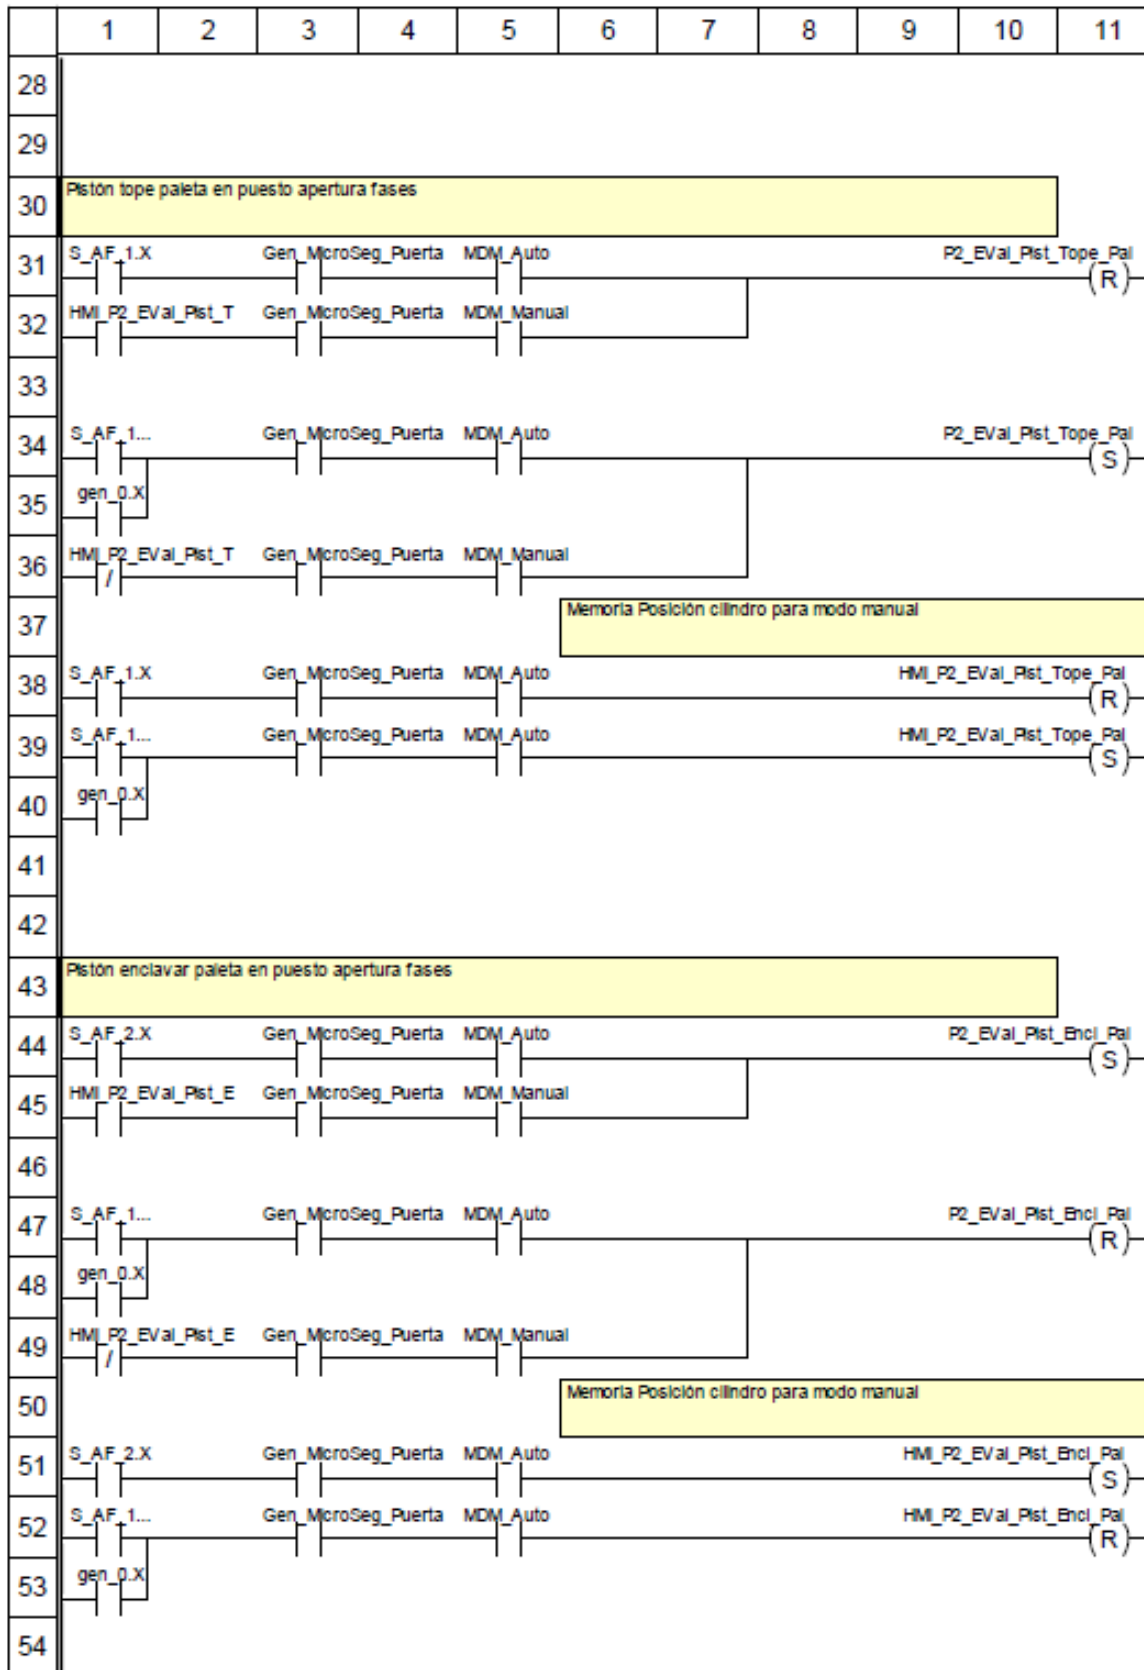 1 2 3 4 5 6 7 8 9 10 11
28
29
30 Pistón tope paleta en puesto apertura fases
S_AF_1.X Gen_MicroSeg_Puerta MDM_Auto P2_EVal_Pist_Tope_Pal
31 (R)
HMI_P2_EVal_Pist_T Gen_MicroSeg_Puerta MDM_Manual
32
33
S_AF_1... Gen_MicroSeg_Puerta MDM_Auto P2_EVal_Pist_Tope_Pal
34 (S)
gen_0.X
35
HMI_P2_EVal_Pist_T Gen_MicroSeg_Puerta MDM_Manual
36 /
37 Memoria Posición cilindro para modo manual
S_AF_1.X Gen_MicroSeg_Puerta MDM_Auto HMI_P2_EVal_Pist_Tope_Pal
38 (R)
S_AF_1... Gen_MicroSeg_Puerta MDM_Auto HMI_P2_EVal_Pist_Tope_Pal
39 (S)
gen_0.X
40
41
42
43 Pistón enclavar paleta en puesto apertura fases
S_AF_2.X Gen_MicroSeg_Puerta MDM_Auto P2_EVal_Pist_Encl_Pal
44 (S)
HMI_P2_EVal_Pist_E Gen_MicroSeg_Puerta MDM_Manual
45
46
S_AF_1... Gen_MicroSeg_Puerta MDM_Auto P2_EVal_Pist_Encl_Pal
47 (R)
gen_0.X
48
HMI_P2_EVal_Pist_E Gen_MicroSeg_Puerta MDM_Manual
49 /
50 Memoria Posición cilindro para modo manual
S_AF_2.X Gen_MicroSeg_Puerta MDM_Auto HMI_P2_EVal_Pist_Encl_Pal
51 (S)
S_AF_1... Gen_MicroSeg_Puerta MDM_Auto HMI_P2_EVal_Pist_Encl_Pal
52 (R)
gen_0.X
53
54